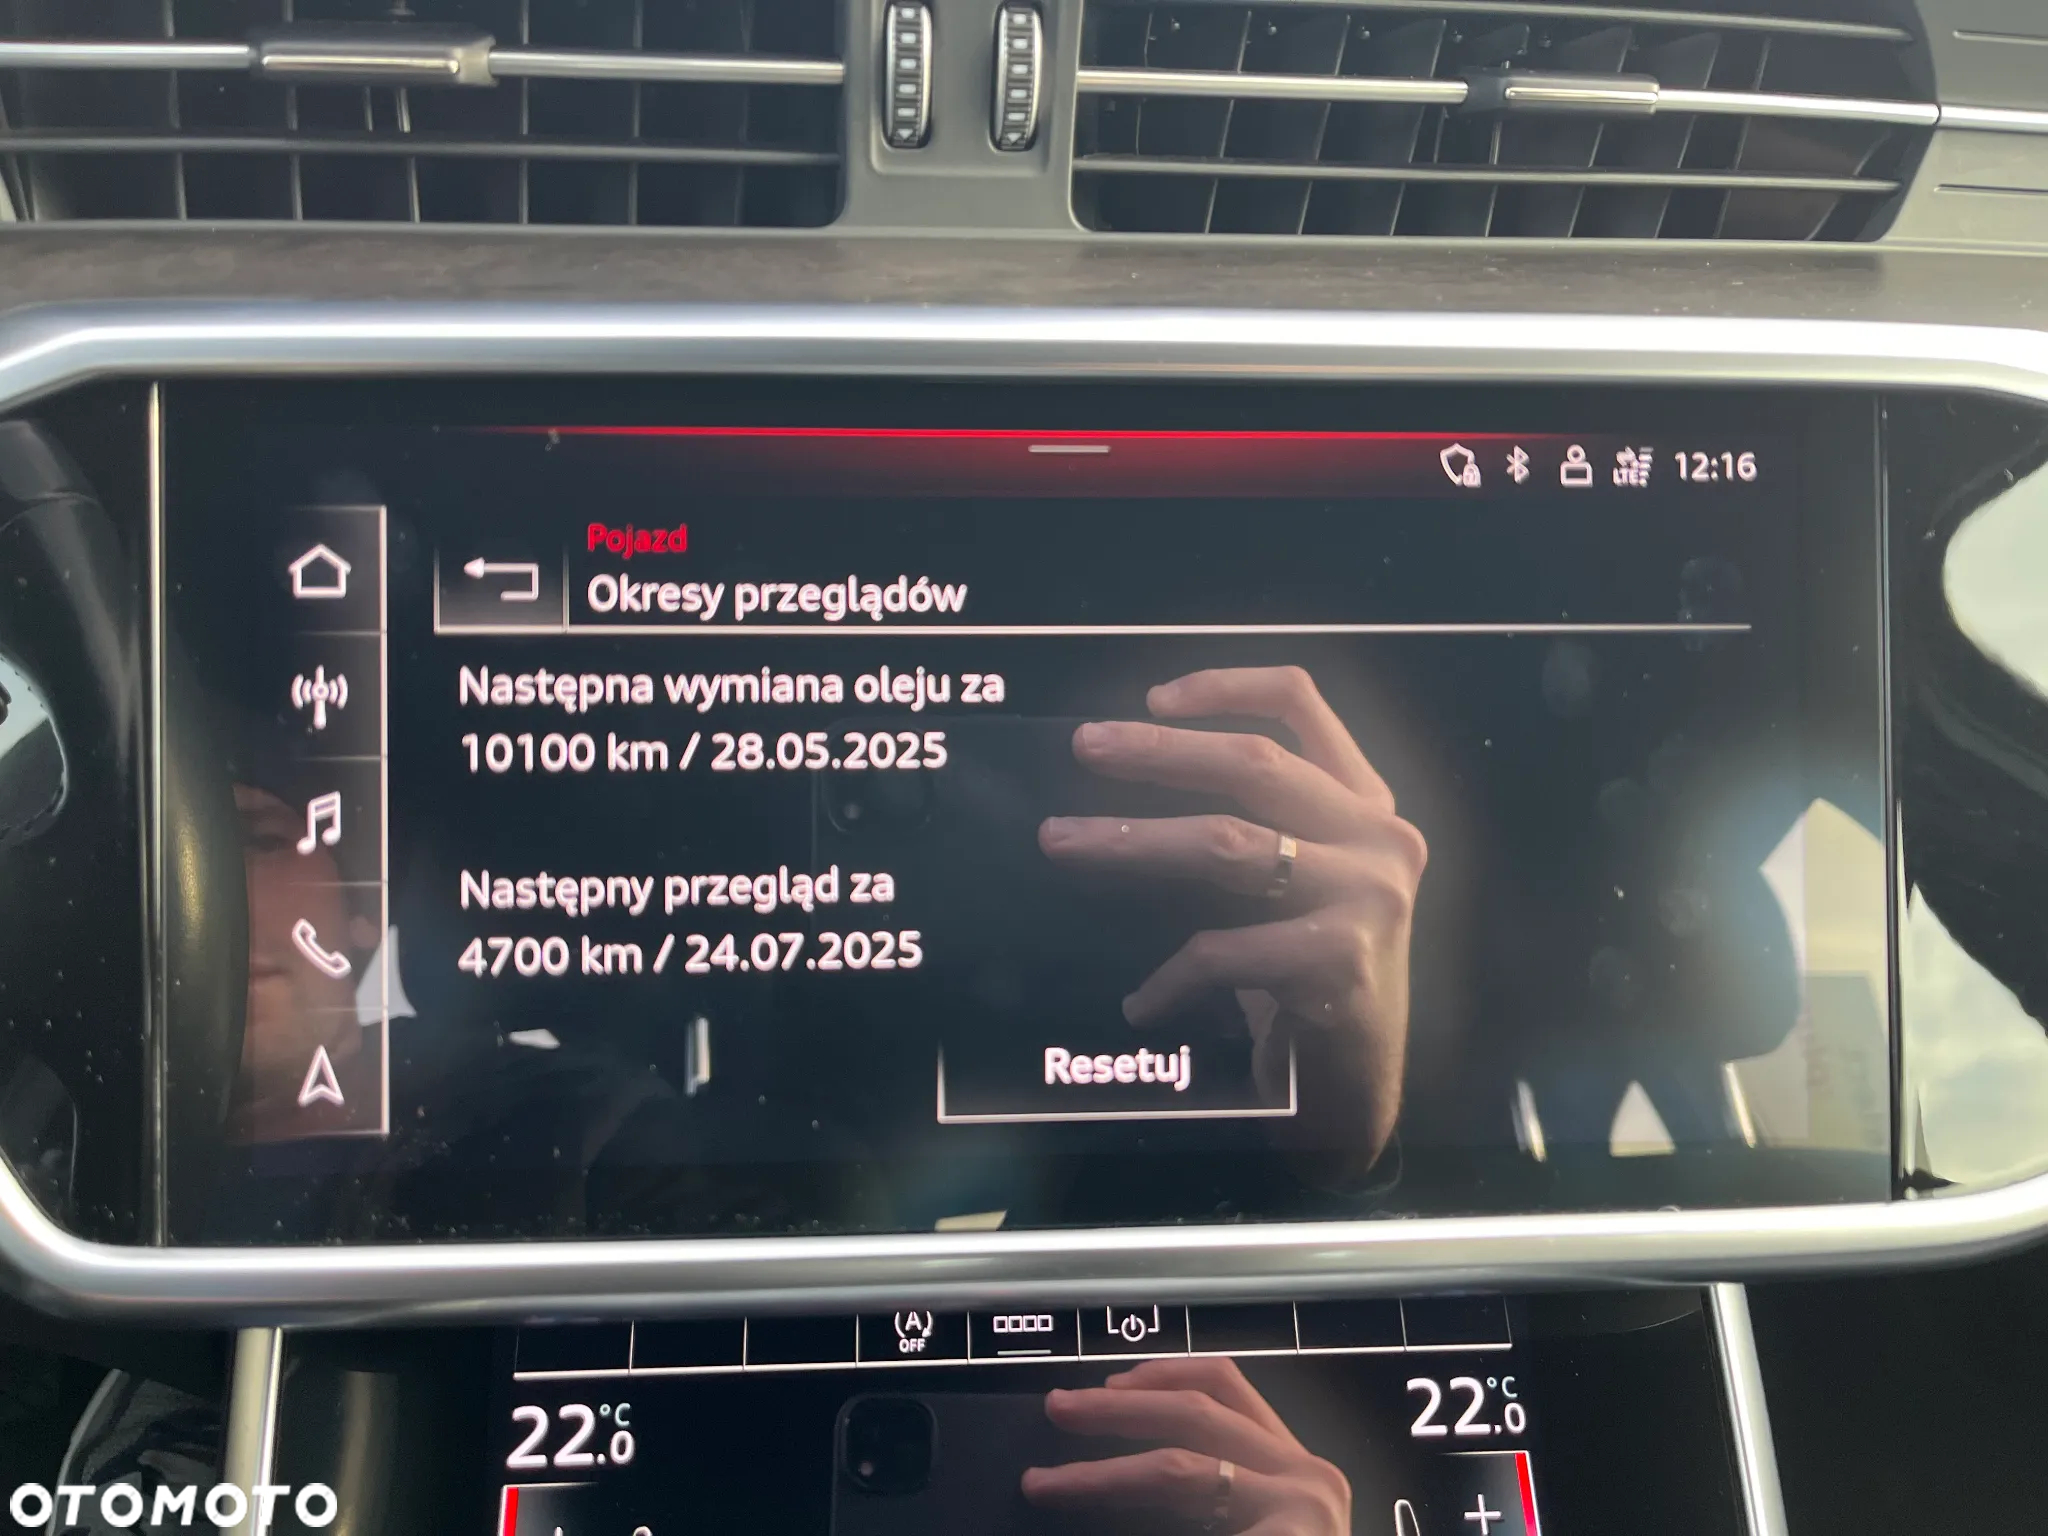 LTE
12:16
Pojazd
Okresy przeglądów
Następna wymiana oleju za
10100 km / 28.05.2025
Następny przegląd za
4700 km / 24.07.2025
Resetuj
(A)
OFF
22.0 °C
22.0 °C
+
OTOMOTO